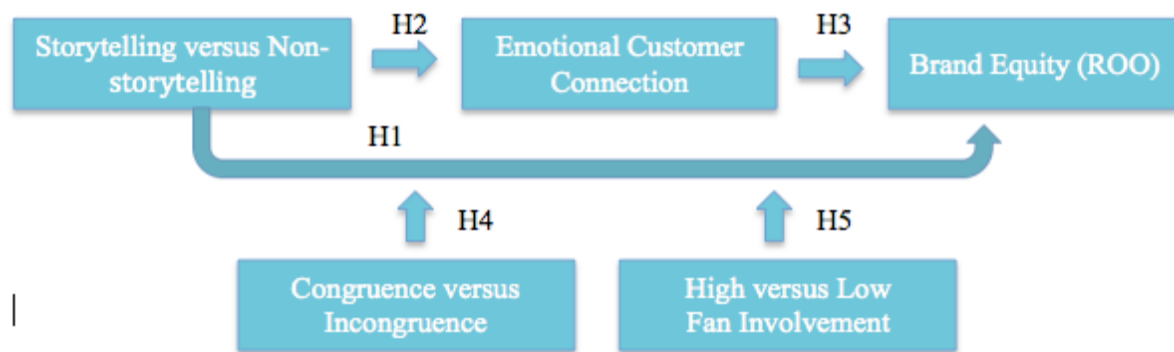 H2
H3
Storytelling versus Non-
storytelling
Emotional Customer
Connection
Brand Equity (ROO)
H1
H4
H5
Congruence versus
Incongruence
High versus Low
Fan Involvement